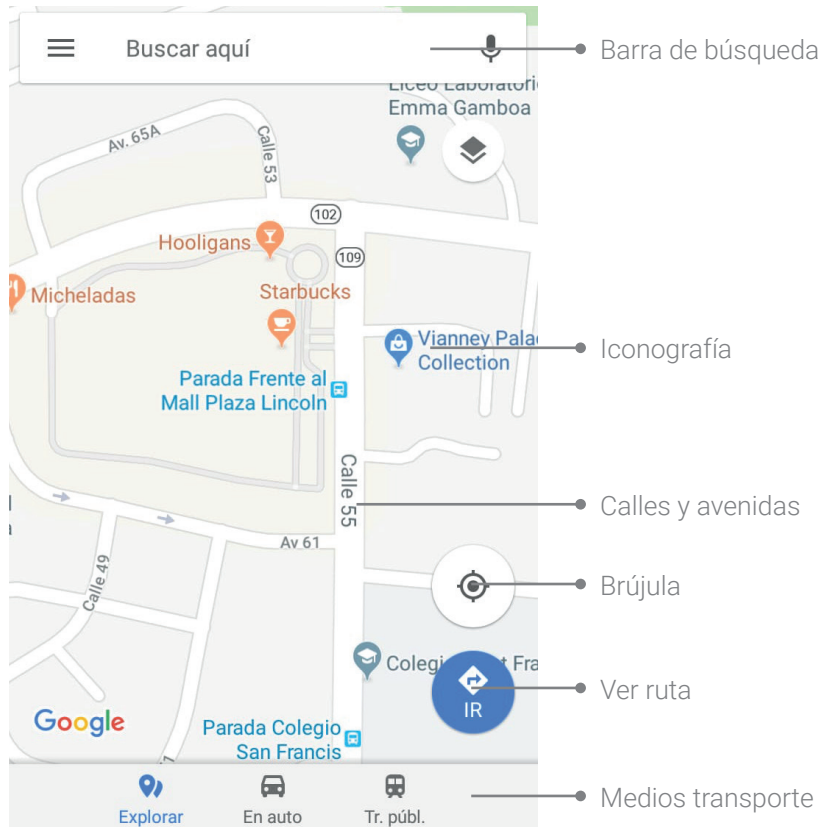 Buscar aquí
Barra de búsqueda
Liceo Laboratori
Emma Gamboa
Av. 65A
Calle 53
102
Hooligans
109
Micheladas
Starbucks
Vianney Pala
Collection
Iconografía
Parada Frente al
Mall Plaza Lincoln
Calle 55
Calles y avenidas
Av 61
Calle 49
Brújula
Colegi t Fra
IR
Ver ruta
Google
Parada Colegio
San Francis
Explorar
En auto
Tr. públ.
Medios transporte